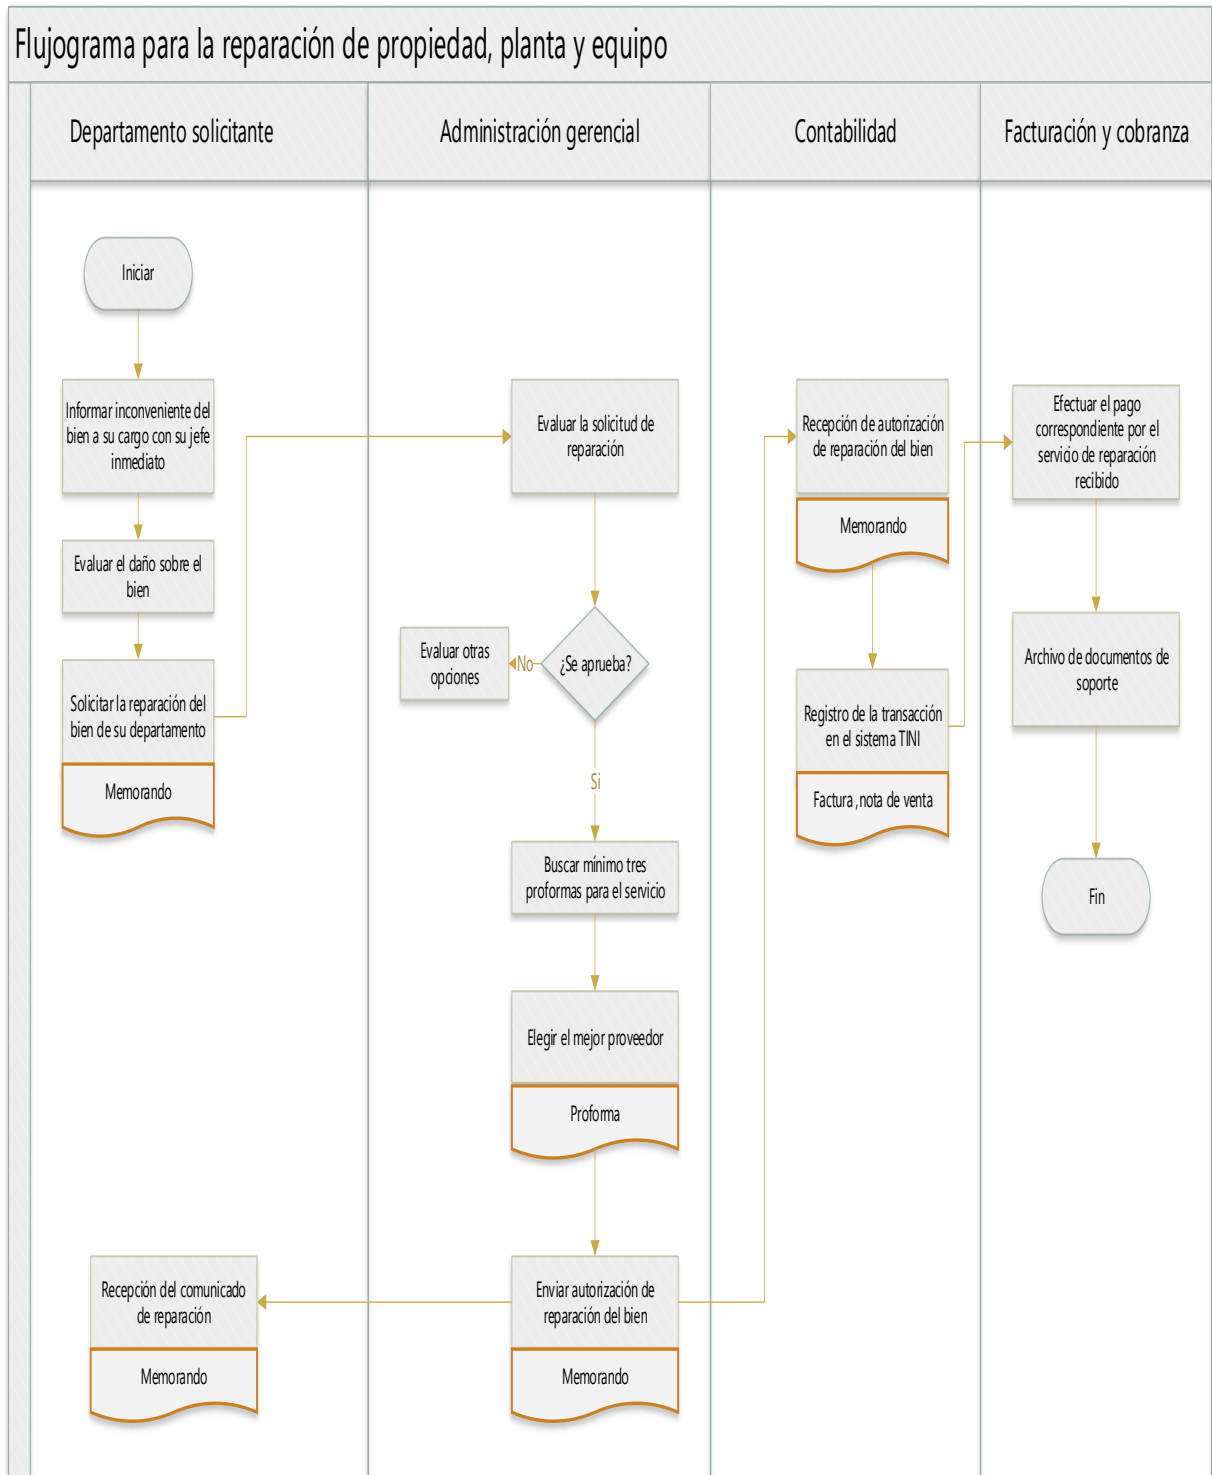 Flujograma para la reparación de propiedad, planta y equipo
Departamento solicitante
Administración gerencial
Contabilidad
Facturación y cobranza
Iniciar
Informar inconveniente del
bien a su cargo con su jefe
inmediato
Evaluar el daño sobre el
bien
Solicitar la reparación del
bien de su departamento
Memorando
Recepción del comunicado
de reparación
Memorando
Evaluar la solicitud de
reparación
¿Se aprueba?
No
Evaluar otras
opciones
Si
Buscar mínimo tres
proformas para el servicio
Elegir el mejor proveedor
Proforma
Enviar autorización de
reparación del bien
Memorando
Recepción de autorización
de reparación del bien
Memorando
Registro de la transacción
en el sistema TINI
Factura ,nota de venta
Efectuar el pago
correspondiente por el
servicio de reparación
recibido
Archivo de documentos de
soporte
Fin